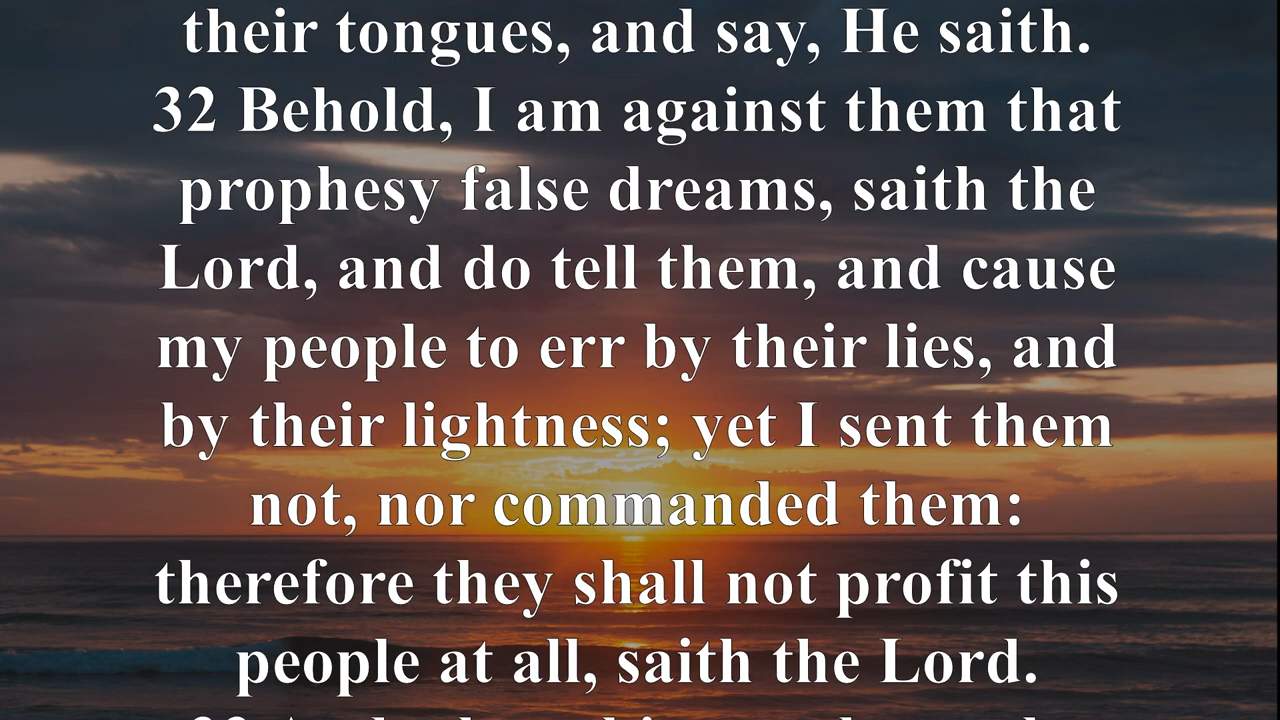 their tongues, and say, He saith.
32 Behold, I am against them that
prophesy false dreams, saith the
Lord, and do tell them, and cause
my people to err by their lies, and
by their lightness; yet I sent them
not, nor commanded them:
therefore they shall not profit this
people at all, saith the Lord.